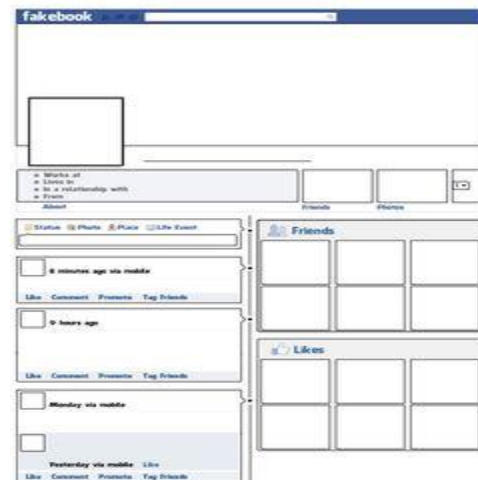 fakebook
Works at
Lives in
In a relationship with
From
About
Friends Photos
Status Photo Place Life Event
Friends
6 minutes ago via mobile
Like Comment Promote Tag Friends
9 hours ago
Likes
Like Comment Promote Tag Friends
Monday via mobile
Yesterday via mobile Like
Like Comment Promote Tag Friends